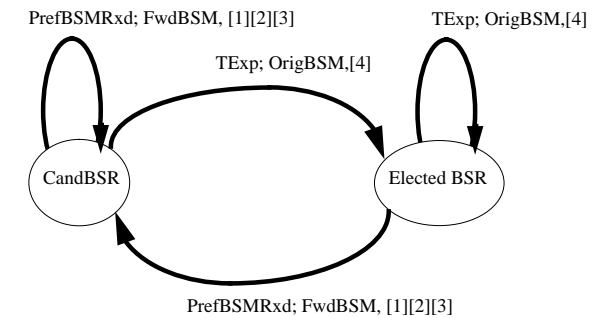 PrefBSMRxd; FwdBSM, [1][2][3]
TExp; OrigBSM,[4]
TExp; OrigBSM,[4]
CandBSR
Elected BSR
PrefBSMRxd; FwdBSM, [1][2][3]